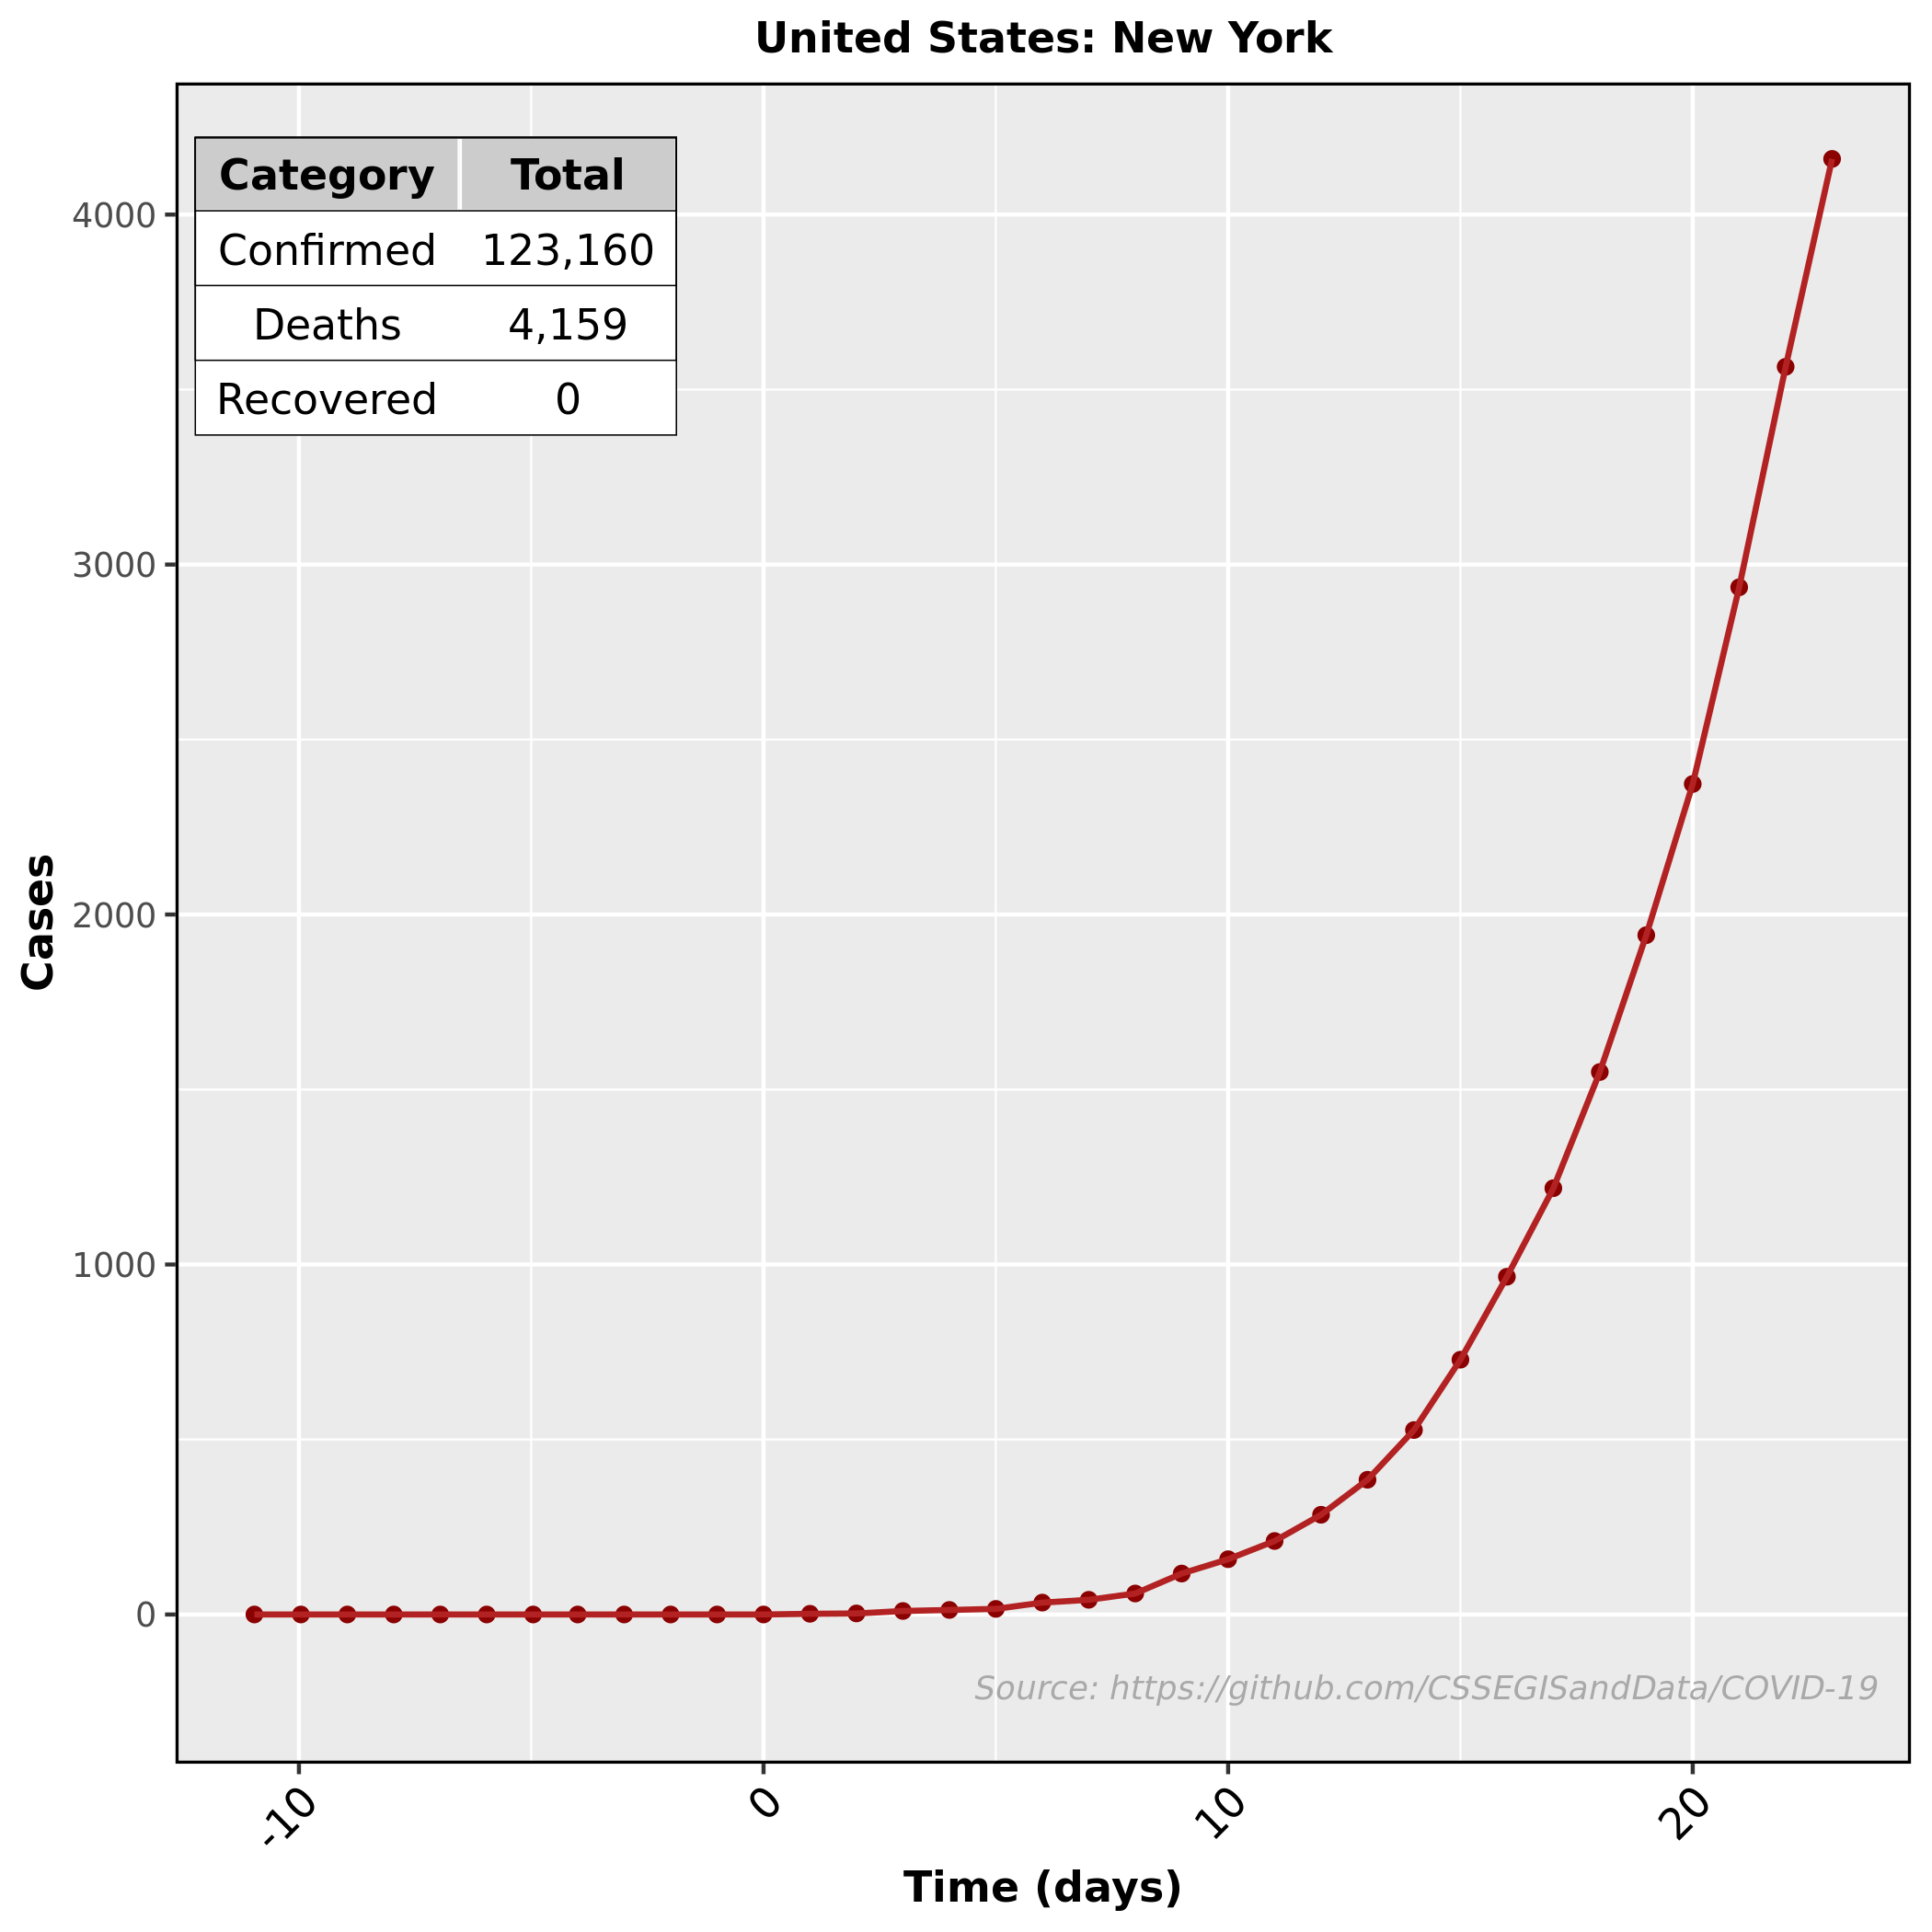 United States: New York
Category Total
Confirmed 123,160
Deaths 4,159
Recovered 0
4000
3000
2000
1000
0
Cases
Source: https://github.com/CSSEGISandData/COVID-19
-10 0 10 20
Time (days)